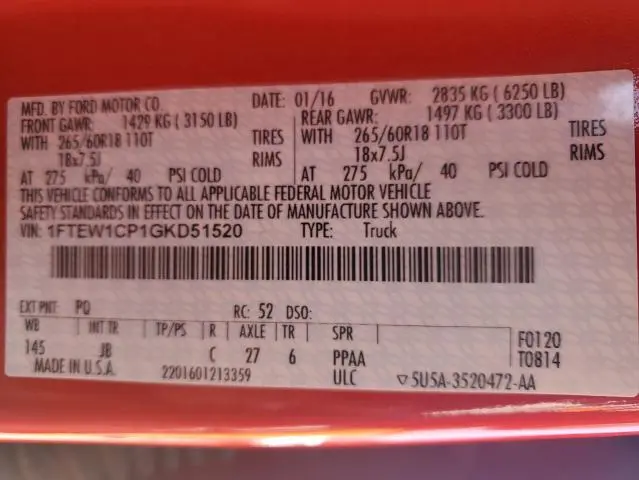 MFD. BY FORD MOTOR CO. DATE: 01/16 GVWR: 2835 KG ( 6250 LB)
FRONT GAWR: 1429 KG ( 3150 LB) REAR GAWR: 1497 KG ( 3300 LB)
WITH 265/60R18 110T TIRES WITH 265/60R18 110T TIRES
18x7.5J RIMS 18x7.5J RIMS
AT 275 kPa/ 40 PSI COLD AT 275 kPa/ 40 PSI COLD
THIS VEHICLE CONFORMS TO ALL APPLICABLE FEDERAL MOTOR VEHICLE
SAFETY STANDARDS IN EFFECT ON THE DATE OF MANUFACTURE SHOWN ABOVE.
VIN: 1FTEW1CP1GKD51520 TYPE: Truck
EXT PNT: PQ RC: 52 DSO:
WB INT TR TP/PS R AXLE TR SPR F0120
145 JB C 27 6 PPAA T0814
MADE IN U.S.A. 2201601213359 ULC ▽ 5U5A-3520472-AA